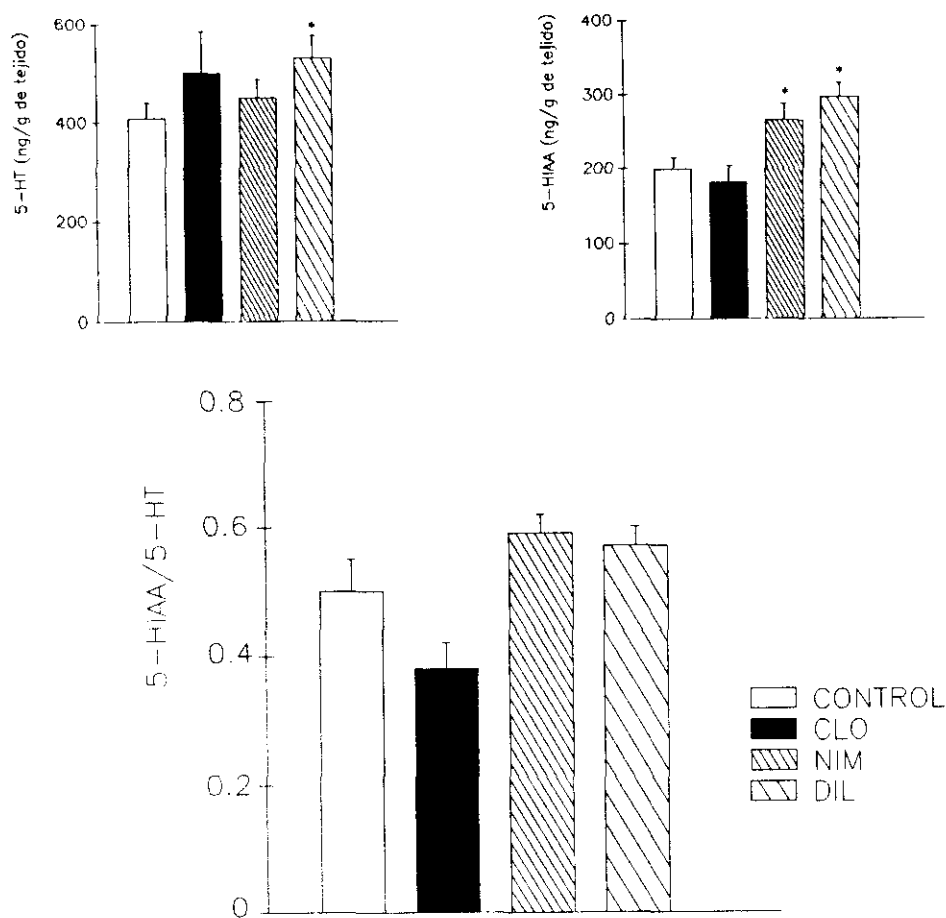 5-HT (ng/g de tejido)
600
400
200
0
*
5-HIAA (ng/g de tejido)
400
300
200
100
0
*
*
5-HIAA/5-HT
0.8
0.6
0.4
0.2
0
CONTROL
CLO
NIM
DIL